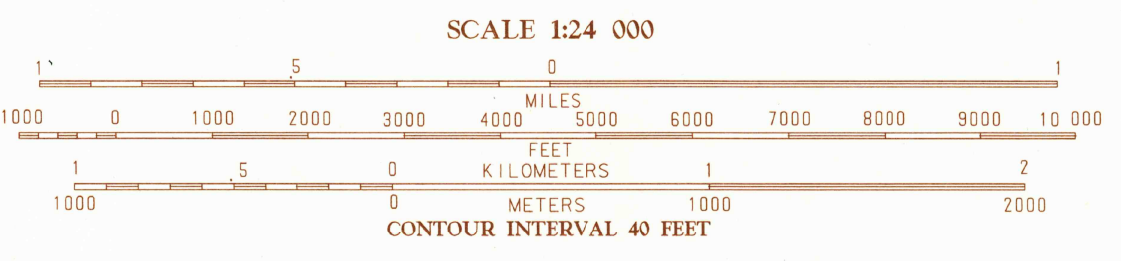 SCALE 1:24 000
1 .5 0 1
MILES
1000 0 1000 2000 3000 4000 5000 6000 7000 8000 9000 10 000
FEET
1 .5 0 KILOMETERS 1 2
1000 0 METERS 1000 2000
CONTOUR INTERVAL 40 FEET